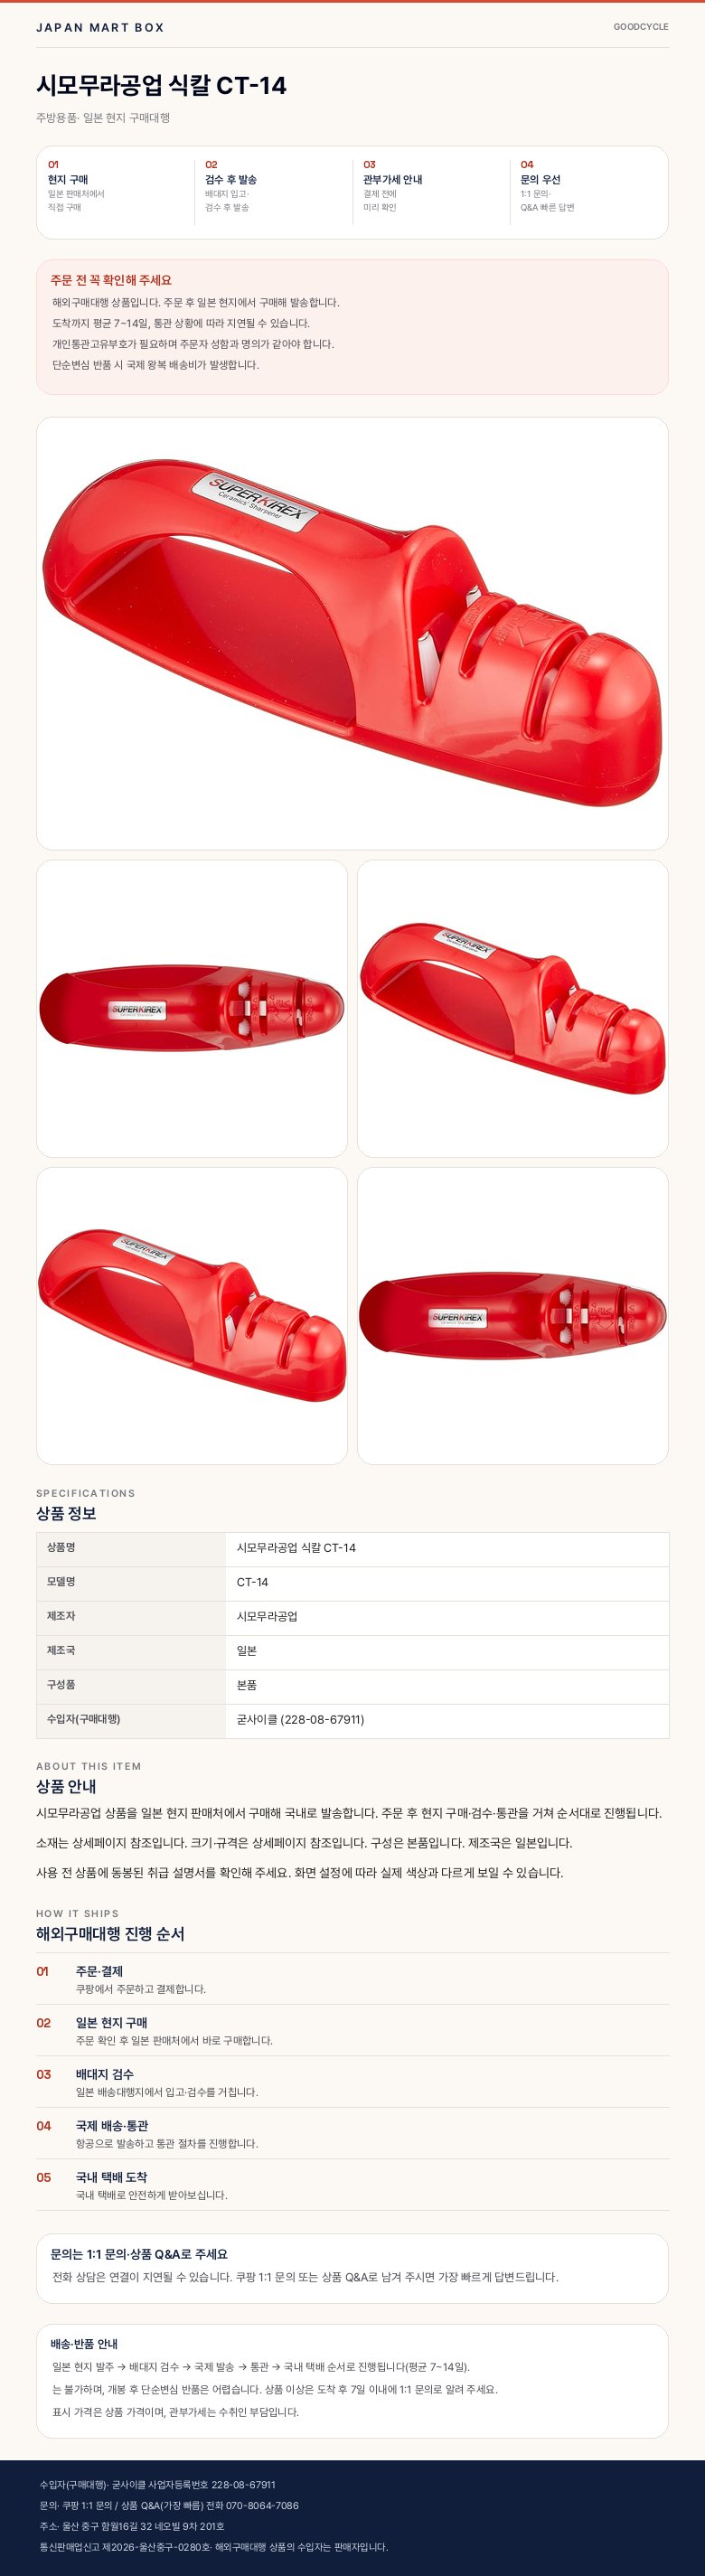 JAPAN MART BOX
GOODCYCLE
시모무라공업 식칼 CT-14
주방용품· 일본 현지 구매대행
01
현지 구매
일본 판매처에서
직접 구매
02
검수 후 발송
배대지 입고·
검수 후 발송
03
관부가세 안내
결제 전에
미리 확인
04
문의 우선
1:1 문의·
Q&A 빠른 답변
주문 전 꼭 확인해 주세요
해외구매대행 상품입니다. 주문 후 일본 현지에서 구매해 발송합니다.
도착까지 평균 7~14일, 통관 상황에 따라 지연될 수 있습니다.
개인통관고유부호가 필요하며 주문자 성함과 명의가 같아야 합니다.
단순변심 반품 시 국제 왕복 배송비가 발생합니다.
SUPERKIREX
Ceramics' Sharpener
SUPERKIREX
SUPERKIREX
SUPERKIREX
SUPERKIREX
SPECIFICATIONS
상품 정보
상품명 시모무라공업 식칼 CT-14
모델명 CT-14
제조자 시모무라공업
제조국 일본
구성품 본품
수입자(구매대행) 굳사이클 (228-08-67911)
ABOUT THIS ITEM
상품 안내
시모무라공업 상품을 일본 현지 판매처에서 구매해 국내로 발송합니다. 주문 후 현지 구매·검수·통관을 거쳐 순서대로 진행됩니다.
소재는 상세페이지 참조입니다. 크기·규격은 상세페이지 참조입니다. 구성은 본품입니다. 제조국은 일본입니다.
사용 전 상품에 동봉된 취급 설명서를 확인해 주세요. 화면 설정에 따라 실제 색상과 다르게 보일 수 있습니다.
HOW IT SHIPS
해외구매대행 진행 순서
01 주문·결제
쿠팡에서 주문하고 결제합니다.
02 일본 현지 구매
주문 확인 후 일본 판매처에서 바로 구매합니다.
03 배대지 검수
일본 배송대행지에서 입고·검수를 거칩니다.
04 국제 배송·통관
항공으로 발송하고 통관 절차를 진행합니다.
05 국내 택배 도착
국내 택배로 안전하게 받아보십니다.
문의는 1:1 문의·상품 Q&A로 주세요
전화 상담은 연결이 지연될 수 있습니다. 쿠팡 1:1 문의 또는 상품 Q&A로 남겨 주시면 가장 빠르게 답변드립니다.
배송·반품 안내
일본 현지 발주 → 배대지 검수 → 국제 발송 → 통관 → 국내 택배 순서로 진행됩니다(평균 7~14일).
는 불가하며, 개봉 후 단순변심 반품은 어렵습니다. 상품 이상은 도착 후 7일 이내에 1:1 문의로 알려 주세요.
표시 가격은 상품 가격이며, 관부가세는 수취인 부담입니다.
수입자(구매대행)· 굳사이클 사업자등록번호 228-08-67911
문의· 쿠팡 1:1 문의 / 상품 Q&A(가장 빠름) 전화 070-8064-7086
주소· 울산 중구 함월16길 32 네오빌 9차 201호
통신판매업신고 제2026-울산중구-0280호· 해외구매대행 상품의 수입자는 판매자입니다.